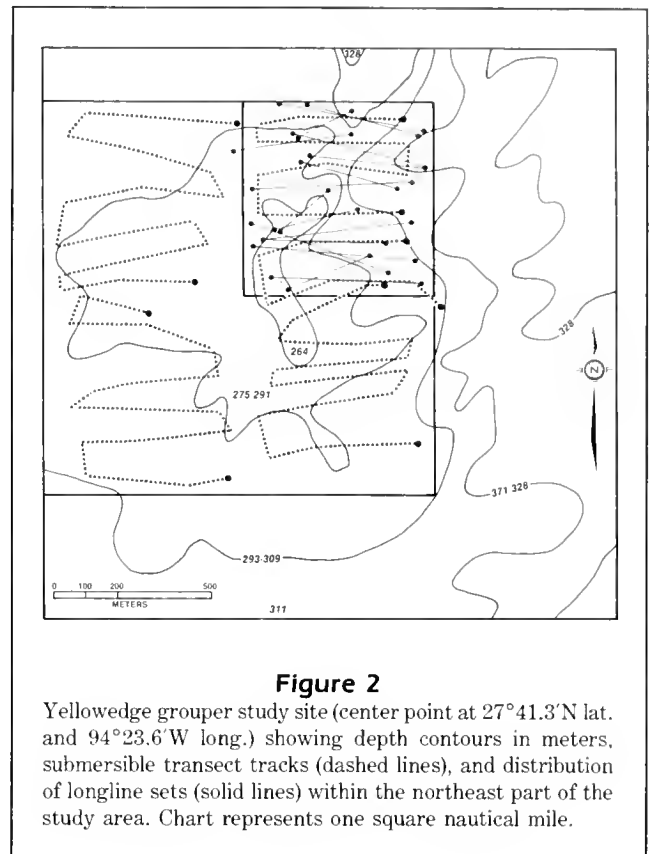 328
264
275 291
328
N
371 328
293-309
0 100 200 500
METERS
311
Figure 2
Yellowedge grouper study site (center point at 27°41.3′N lat.
and 94°23.6′W long.) showing depth contours in meters,
submersible transect tracks (dashed lines), and distribution
of longline sets (solid lines) within the northeast part of the
study area. Chart represents one square nautical mile.